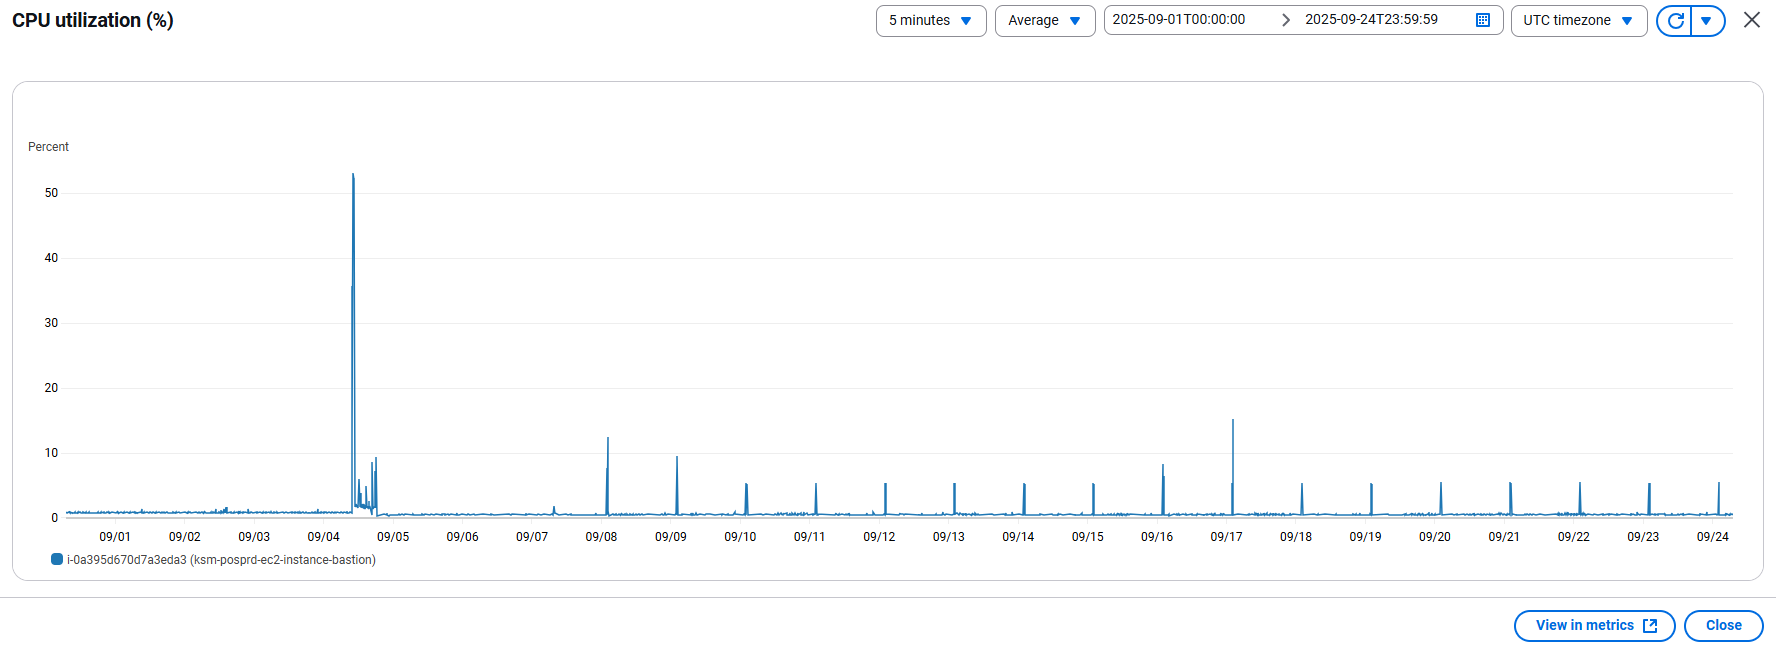 CPU utilization (%)
5 minutes
Average
2025-09-01T00:00:00
2025-09-24T23:59:59
UTC timezone
Percent
50
40
30
20
10
0
09/01 09/02 09/03 09/04 09/05 09/06 09/07 09/08 09/09 09/10 09/11 09/12 09/13 09/14 09/15 09/16 09/17 09/18 09/19 09/20 09/21 09/22 09/23 09/24
i-0a395d670d7a3eda3 (ksm-posprd-ec2-instance-bastion)
View in metrics
Close